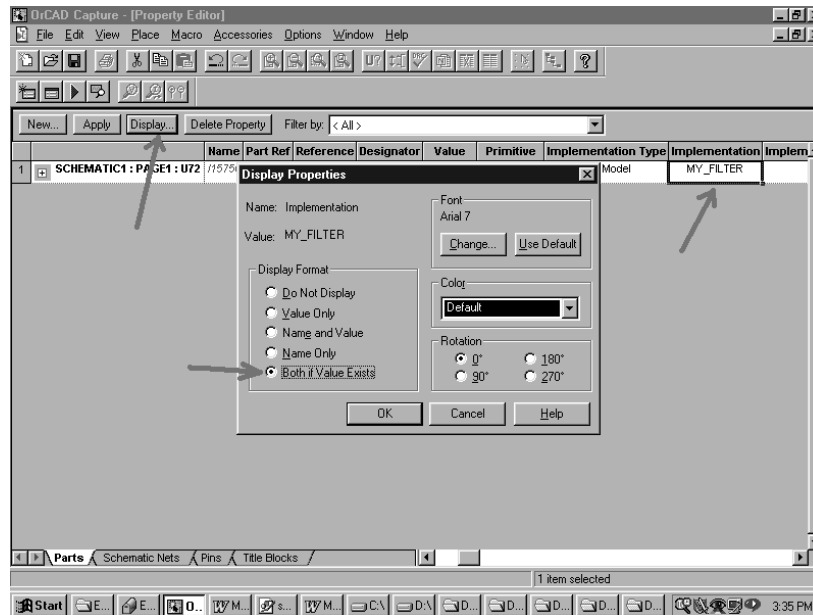 OrCAD Capture - [Property Editor]
File Edit View Place Macro Accessories Options Window Help
U?
New... Apply Display... Delete Property Filter by: < All >
Name Part Ref Reference Designator Value Primitive Implementation Type Implementation Implem
1 + SCHEMATIC1 : PAGE1 : U72 /1575 Model MY_FILTER
Display Properties
Name: Implementation
Value: MY_FILTER
Font
Arial 7
Change... Use Default
Display Format
Do Not Display
Value Only
Name and Value
Name Only
Both if Value Exists
Color
Default
Rotation
0° 180°
90° 270°
OK Cancel Help
Parts Schematic Nets Pins Title Blocks
1 item selected
Start E... E... O.. M... s... M... C:\ D:\ D... D... D... D... D... 3:35 PM